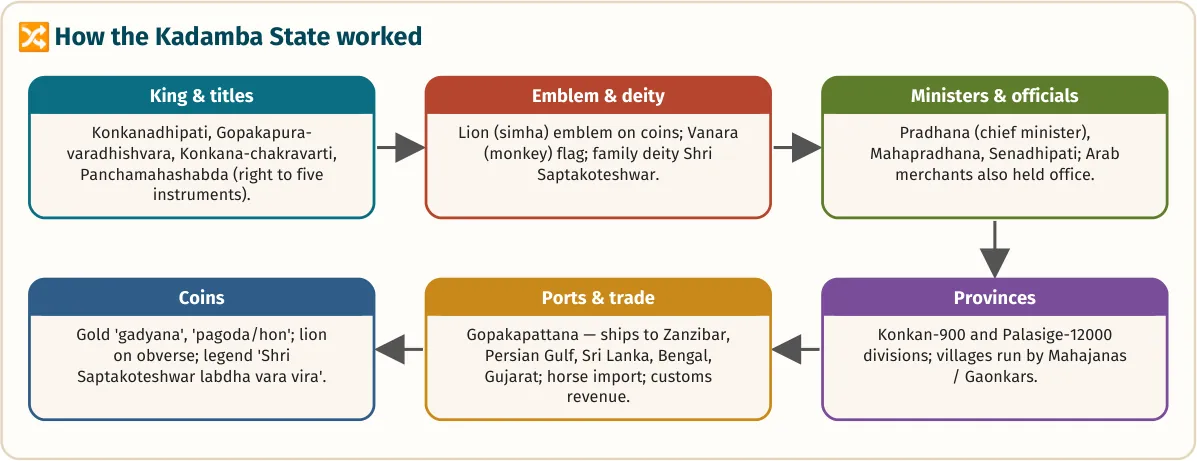 How the Kadamba State worked
King & titles
Konkanadhipati, Gopakapura-
varadhishvara, Konkana-chakravarti,
Panchamahashabda (right to five
instruments).
Emblem & deity
Lion (simha) emblem on coins; Vanara
(monkey) flag; family deity Shri
Saptakoteshwar.
Ministers & officials
Pradhana (chief minister),
Mahapradhana, Senadhipati; Arab
merchants also held office.
Provinces
Konkan-900 and Palasige-12000
divisions; villages run by Mahajanas
/ Gaonkars.
Ports & trade
Gopakapattana — ships to Zanzibar,
Persian Gulf, Sri Lanka, Bengal,
Gujarat; horse import; customs
revenue.
Coins
Gold 'gadyana', 'pagoda/hon'; lion
on obverse; legend 'Shri
Saptakoteshwar labdha vara vira'.